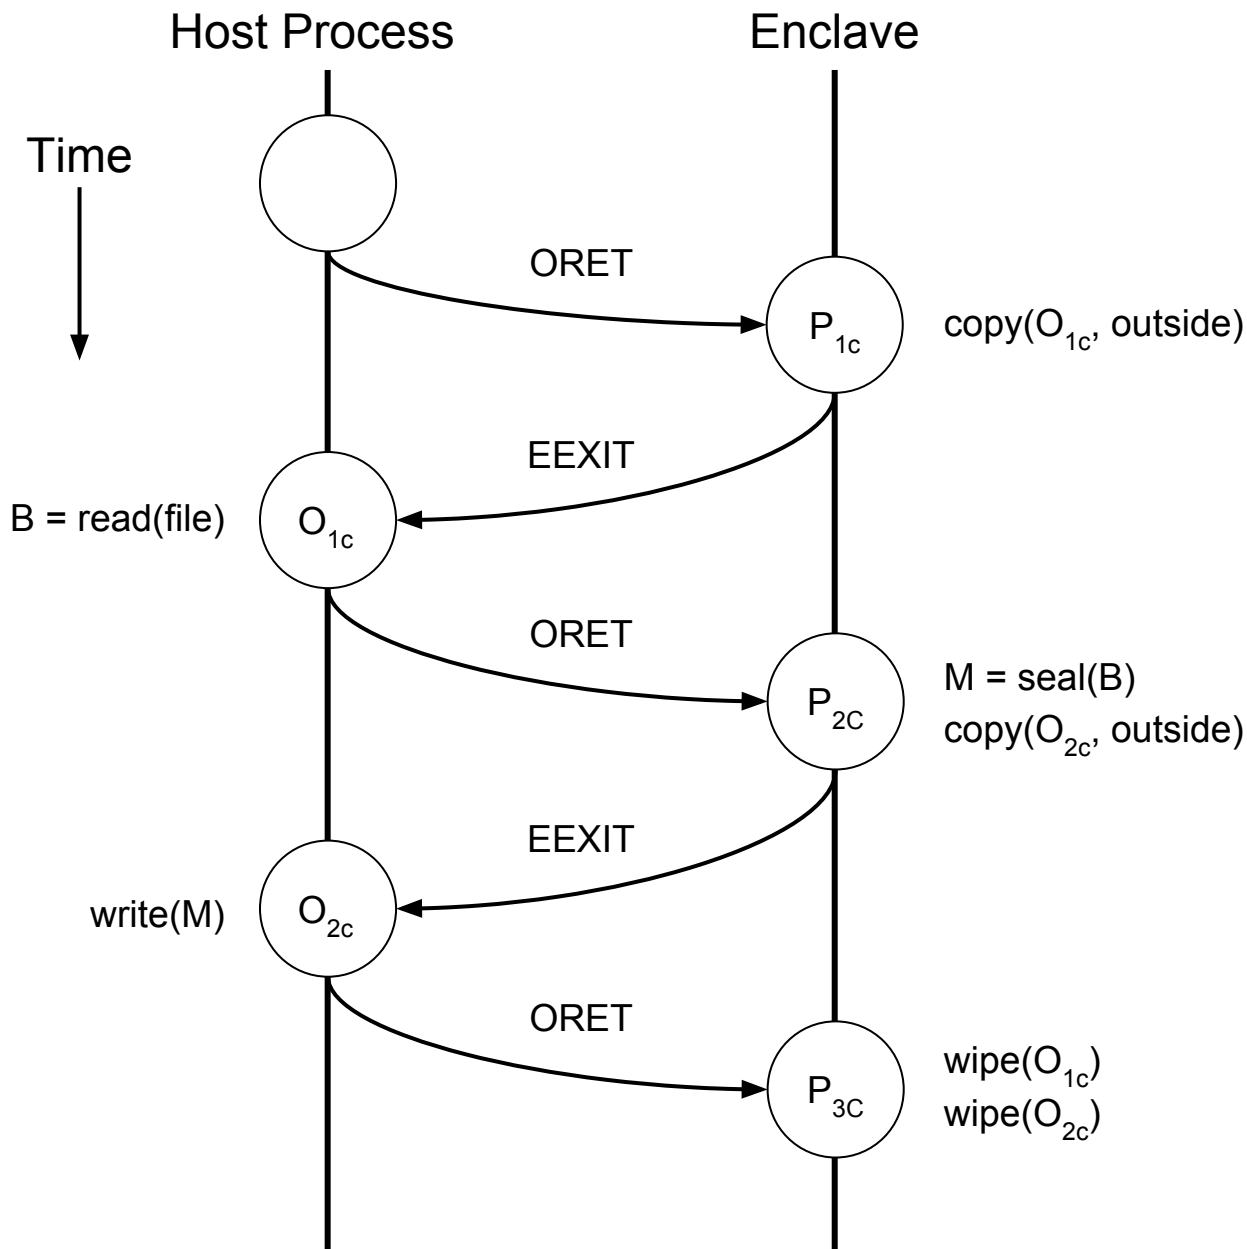 Host Process
Enclave
Time
ORET
P1c
copy(O1c, outside)
EEXIT
B = read(file)
O1c
ORET
P2C
M = seal(B)
copy(O2c, outside)
EEXIT
write(M)
O2c
ORET
P3C
wipe(O1c)
wipe(O2c)